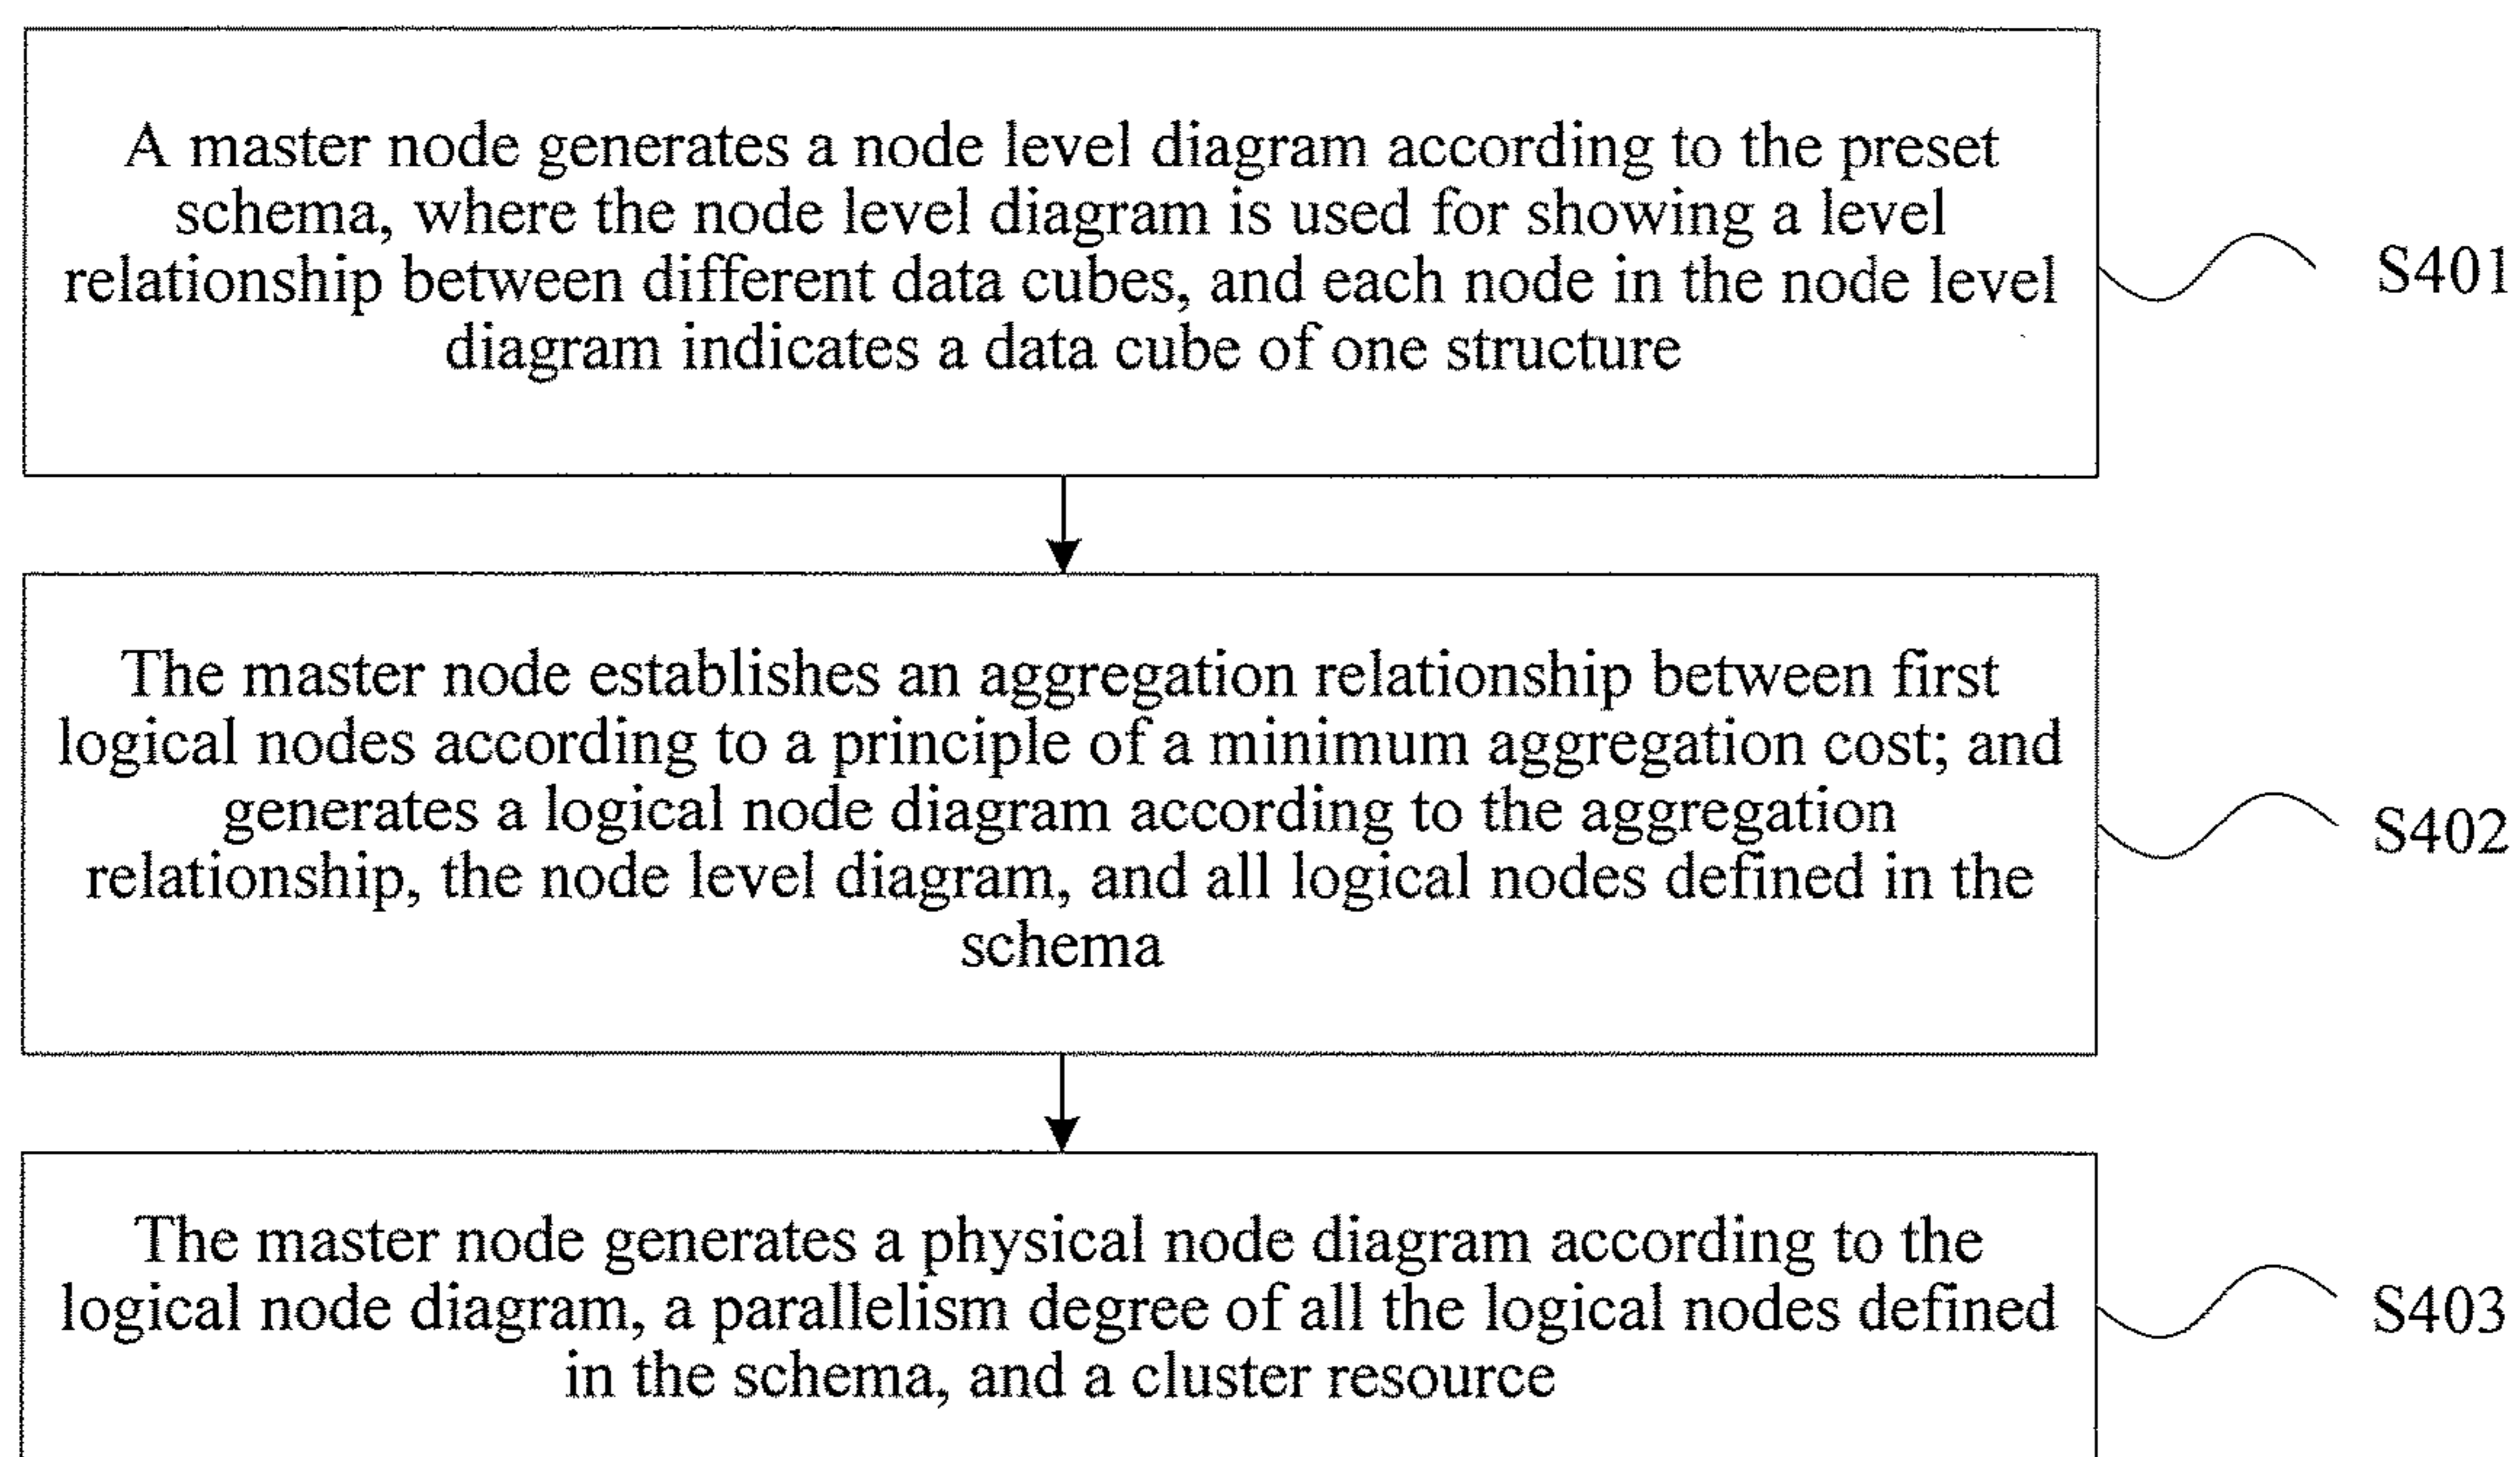 A master node generates a node level diagram according to the preset
schema, where the node level diagram is used for showing a level
relationship between different data cubes, and each node in the node level
diagram indicates a data cube of one structure
S401
The master node establishes an aggregation relationship between first
logical nodes according to a principle of a minimum aggregation cost; and
generates a logical node diagram according to the aggregation
relationship, the node level diagram, and all logical nodes defined in the
schema
S402
The master node generates a physical node diagram according to the
logical node diagram, a parallelism degree of all the logical nodes defined
in the schema, and a cluster resource
S403